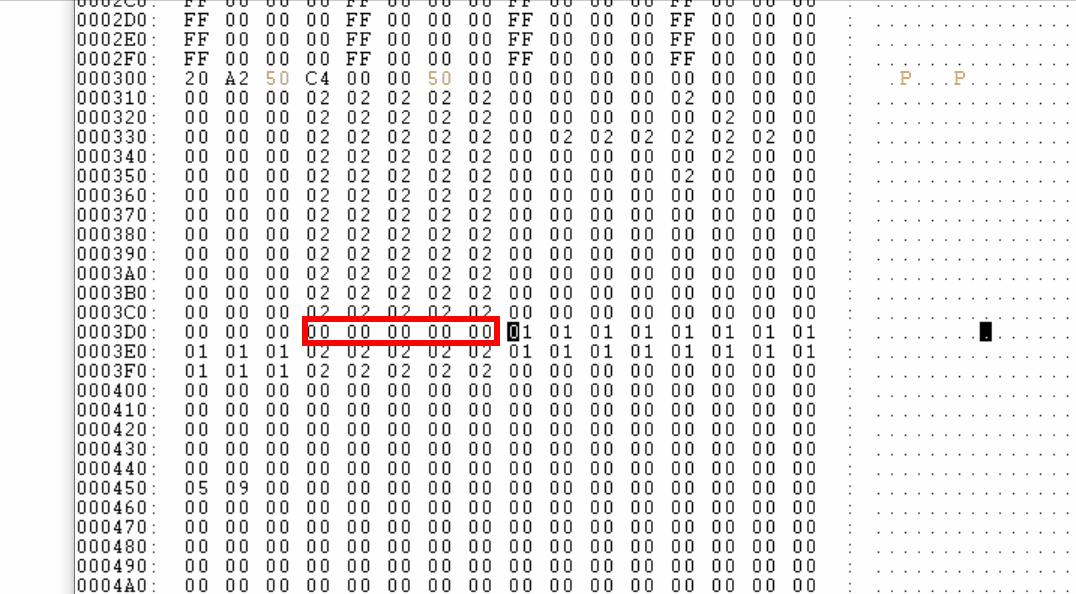 0002C0: FF 00 00 00 FF 00 00 00 FF 00 00 00 FF 00 00 00 : ...............
0002D0: FF 00 00 00 FF 00 00 00 FF 00 00 00 FF 00 00 00 : ...............
0002E0: FF 00 00 00 FF 00 00 00 FF 00 00 00 FF 00 00 00 : ...............
0002F0: FF 00 00 00 FF 00 00 00 FF 00 00 00 FF 00 00 00 : ...............
000300: 20 A2 50 C4 00 00 50 00 00 00 00 00 00 00 00 00 :  .P...P........
000310: 00 00 00 02 02 02 02 02 00 00 00 00 02 00 00 00 : ...............
000320: 00 00 00 02 02 02 02 02 00 00 00 00 00 02 00 00 : ...............
000330: 00 00 00 02 02 02 02 02 00 02 02 02 02 02 02 00 : ...............
000340: 00 00 00 02 02 02 02 02 00 00 00 00 00 02 00 00 : ...............
000350: 00 00 00 02 02 02 02 02 00 00 00 00 02 00 00 00 : ...............
000360: 00 00 00 02 02 02 02 02 00 00 00 00 00 00 00 00 : ...............
000370: 00 00 00 02 02 02 02 02 00 00 00 00 00 00 00 00 : ...............
000380: 00 00 00 02 02 02 02 02 00 00 00 00 00 00 00 00 : ...............
000390: 00 00 00 02 02 02 02 02 00 00 00 00 00 00 00 00 : ...............
0003A0: 00 00 00 02 02 02 02 02 00 00 00 00 00 00 00 00 : ...............
0003B0: 00 00 00 02 02 02 02 02 00 00 00 00 00 00 00 00 : ...............
0003C0: 00 00 00 02 02 02 02 02 00 00 00 00 00 00 00 00 : ...............
0003D0: 00 00 00 00 00 00 00 00 01 01 01 01 01 01 01 01 : ...............
0003E0: 01 01 01 02 02 02 02 02 01 01 01 01 01 01 01 01 : ...............
0003F0: 01 01 01 02 02 02 02 02 00 00 00 00 00 00 00 00 : ...............
000400: 00 00 00 00 00 00 00 00 00 00 00 00 00 00 00 00 : ...............
000410: 00 00 00 00 00 00 00 00 00 00 00 00 00 00 00 00 : ...............
000420: 00 00 00 00 00 00 00 00 00 00 00 00 00 00 00 00 : ...............
000430: 00 00 00 00 00 00 00 00 00 00 00 00 00 00 00 00 : ...............
000440: 00 00 00 00 00 00 00 00 00 00 00 00 00 00 00 00 : ...............
000450: 05 09 00 00 00 00 00 00 00 00 00 00 00 00 00 00 : ...............
000460: 00 00 00 00 00 00 00 00 00 00 00 00 00 00 00 00 : ...............
000470: 00 00 00 00 00 00 00 00 00 00 00 00 00 00 00 00 : ...............
000480: 00 00 00 00 00 00 00 00 00 00 00 00 00 00 00 00 : ...............
000490: 00 00 00 00 00 00 00 00 00 00 00 00 00 00 00 00 : ...............
0004A0: 00 00 00 00 00 00 00 00 00 00 00 00 00 00 00 00 : ...............